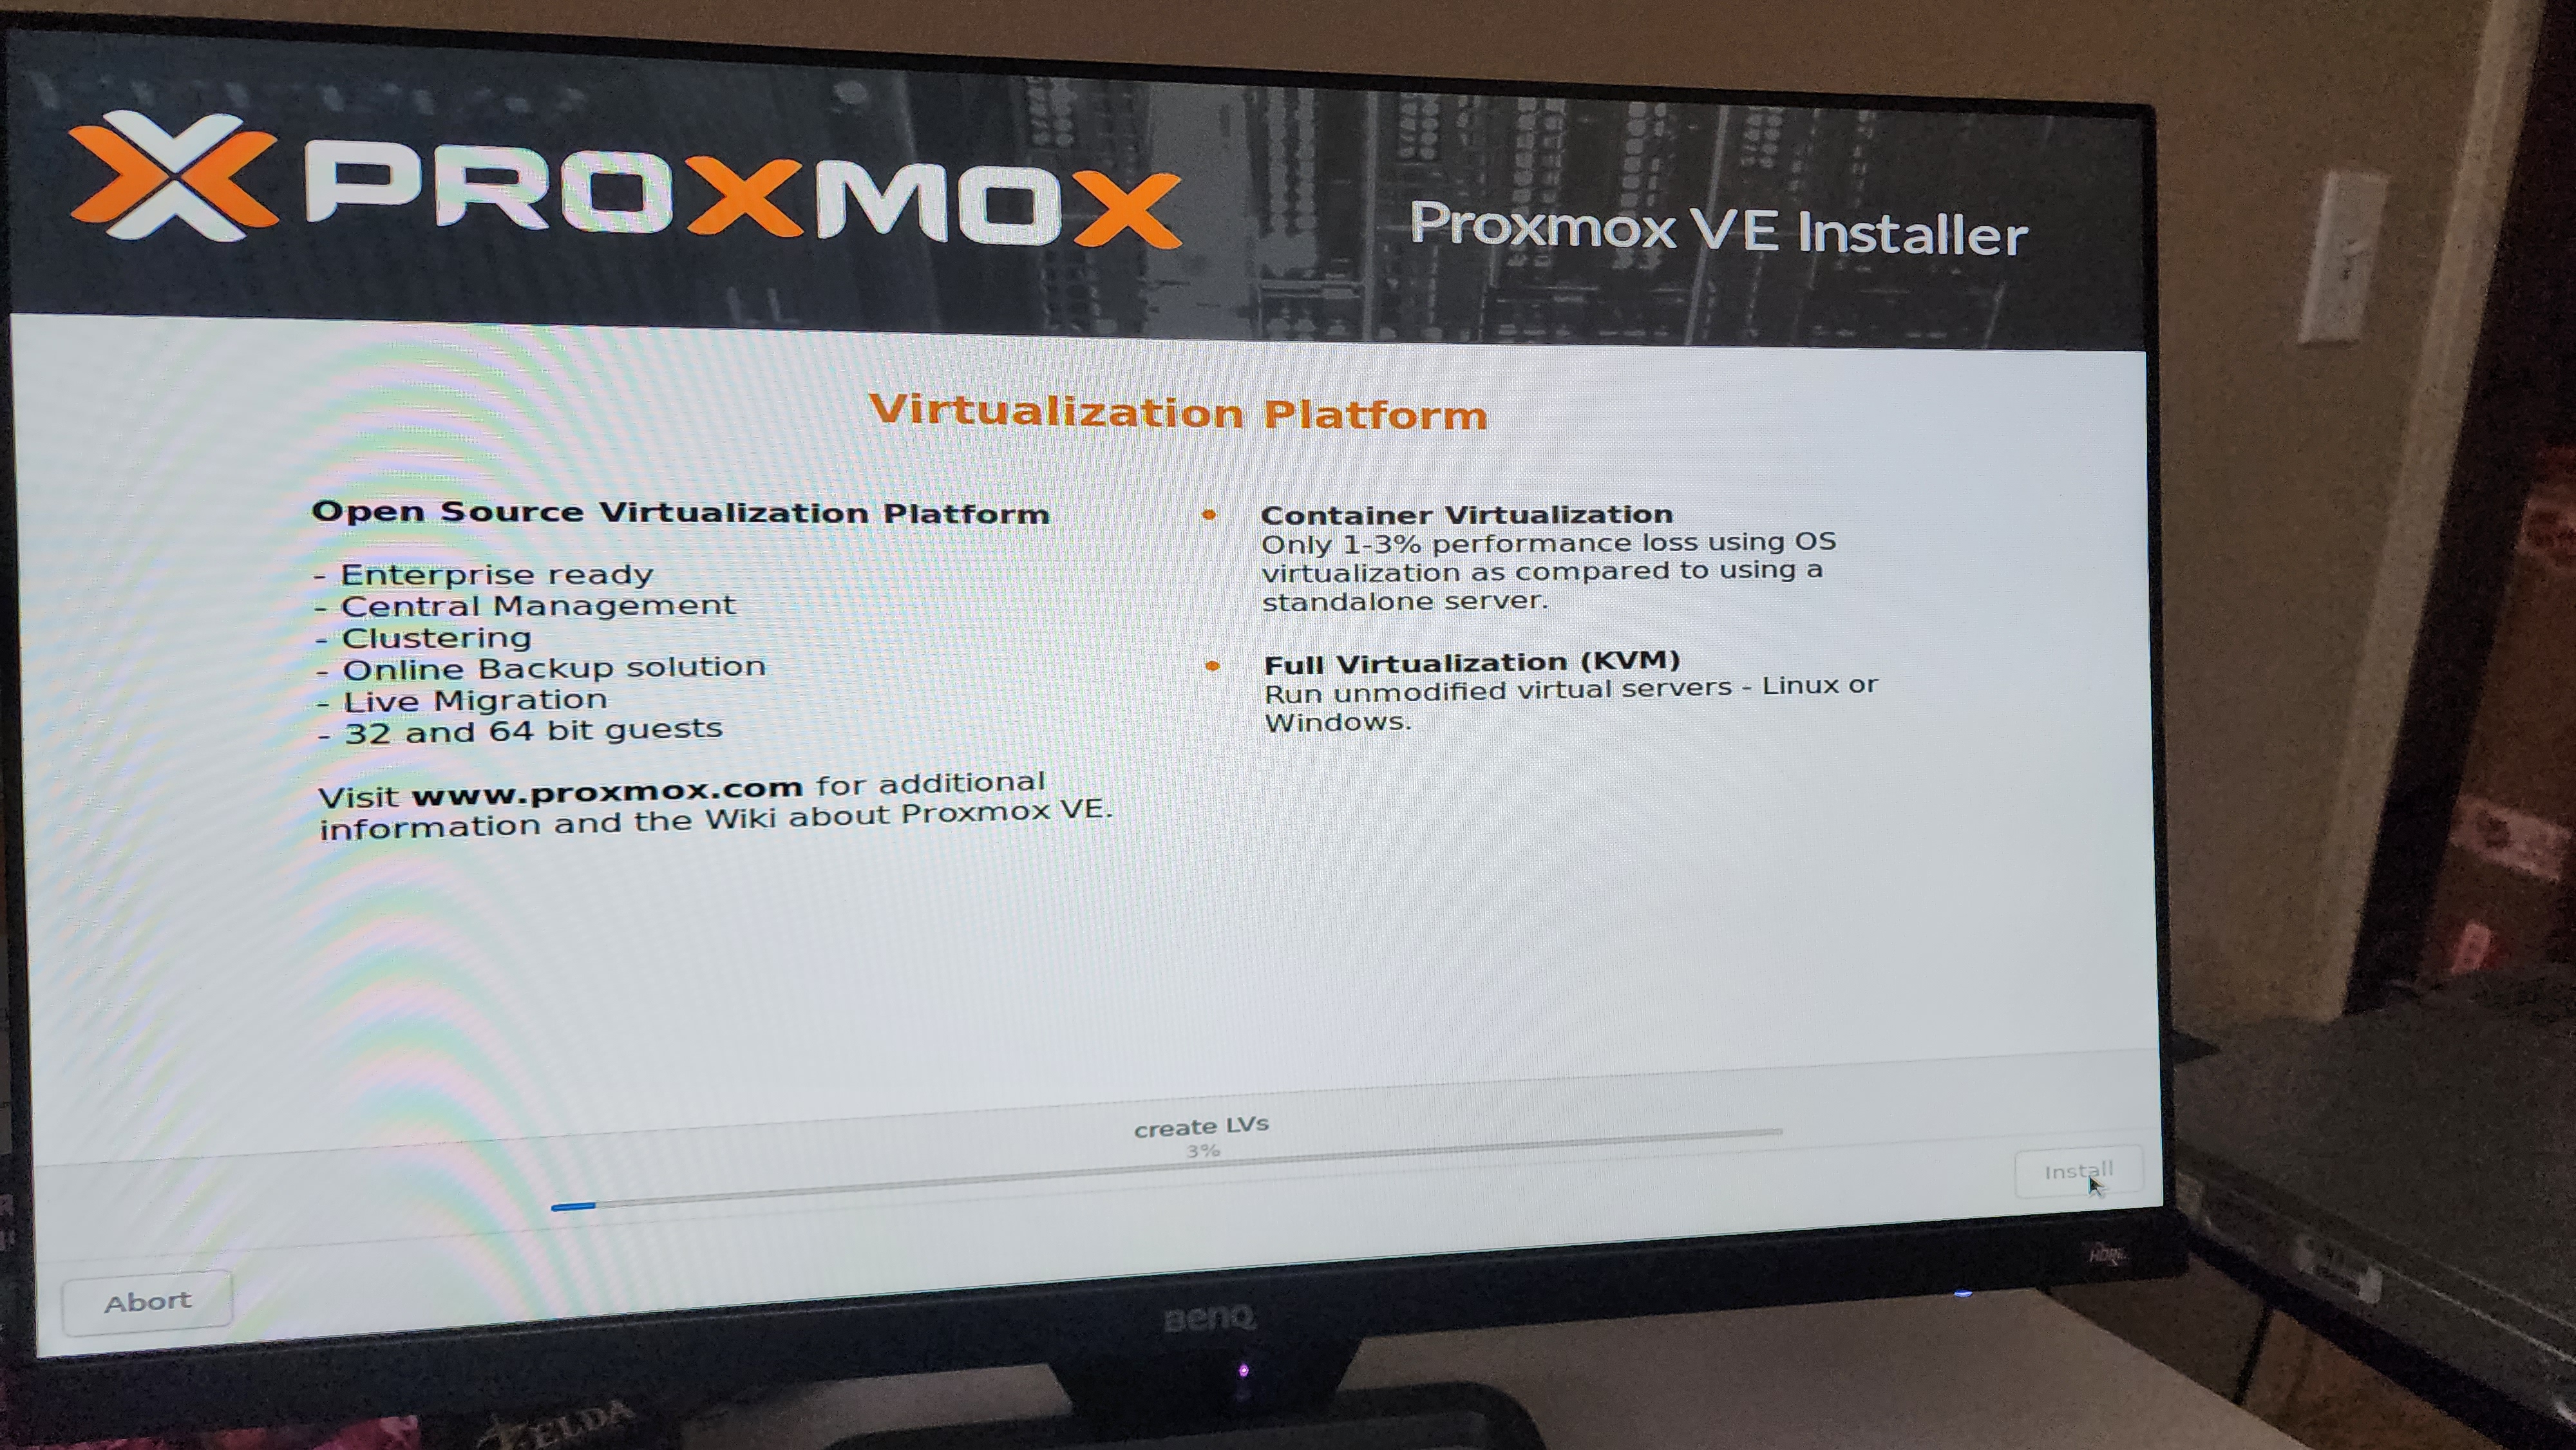 PROXMOX
Proxmox VE Installer
Virtualization Platform
Open Source Virtualization Platform
- Enterprise ready
- Central Management
- Clustering
- Online Backup solution
- Live Migration
- 32 and 64 bit guests
Visit www.proxmox.com for additional
information and the Wiki about Proxmox VE.
• Container Virtualization
Only 1-3% performance loss using OS
virtualization as compared to using a
standalone server.
• Full Virtualization (KVM)
Run unmodified virtual servers - Linux or
Windows.
create LVs
3%
Install
Abort
HDRi
BenQ
ZELDA